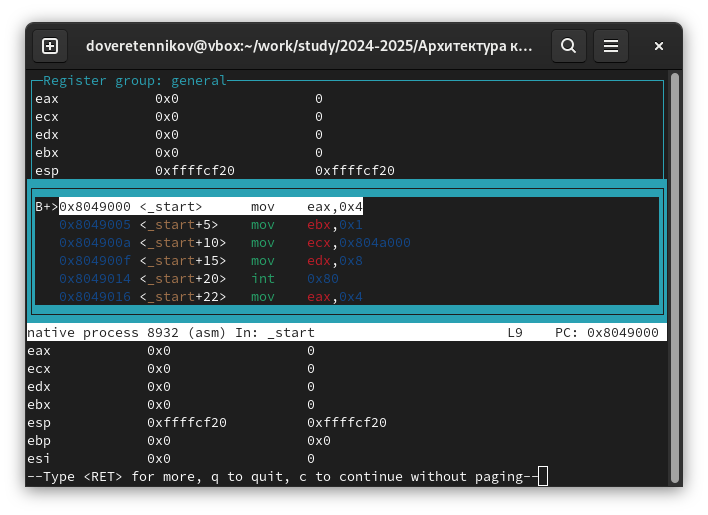 doveretennikov@vbox:~/work/study/2024-2025/Архитектура к...
Register group: general
eax 0x0 0
ecx 0x0 0
edx 0x0 0
ebx 0x0 0
esp 0xffffcf20 0xffffcf20
B+>0x8049000 <_start> mov eax,0x4
0x8049005 <_start+5> mov ebx,0x1
0x804900a <_start+10> mov ecx,0x804a000
0x804900f <_start+15> mov edx,0x8
0x8049014 <_start+20> int 0x80
0x8049016 <_start+22> mov eax,0x4
native process 8932 (asm) In: _start L9 PC: 0x8049000
eax 0x0 0
ecx 0x0 0
edx 0x0 0
ebx 0x0 0
esp 0xffffcf20 0xffffcf20
ebp 0x0 0x0
esi 0x0 0
--Type <RET> for more, q to quit, c to continue without paging--